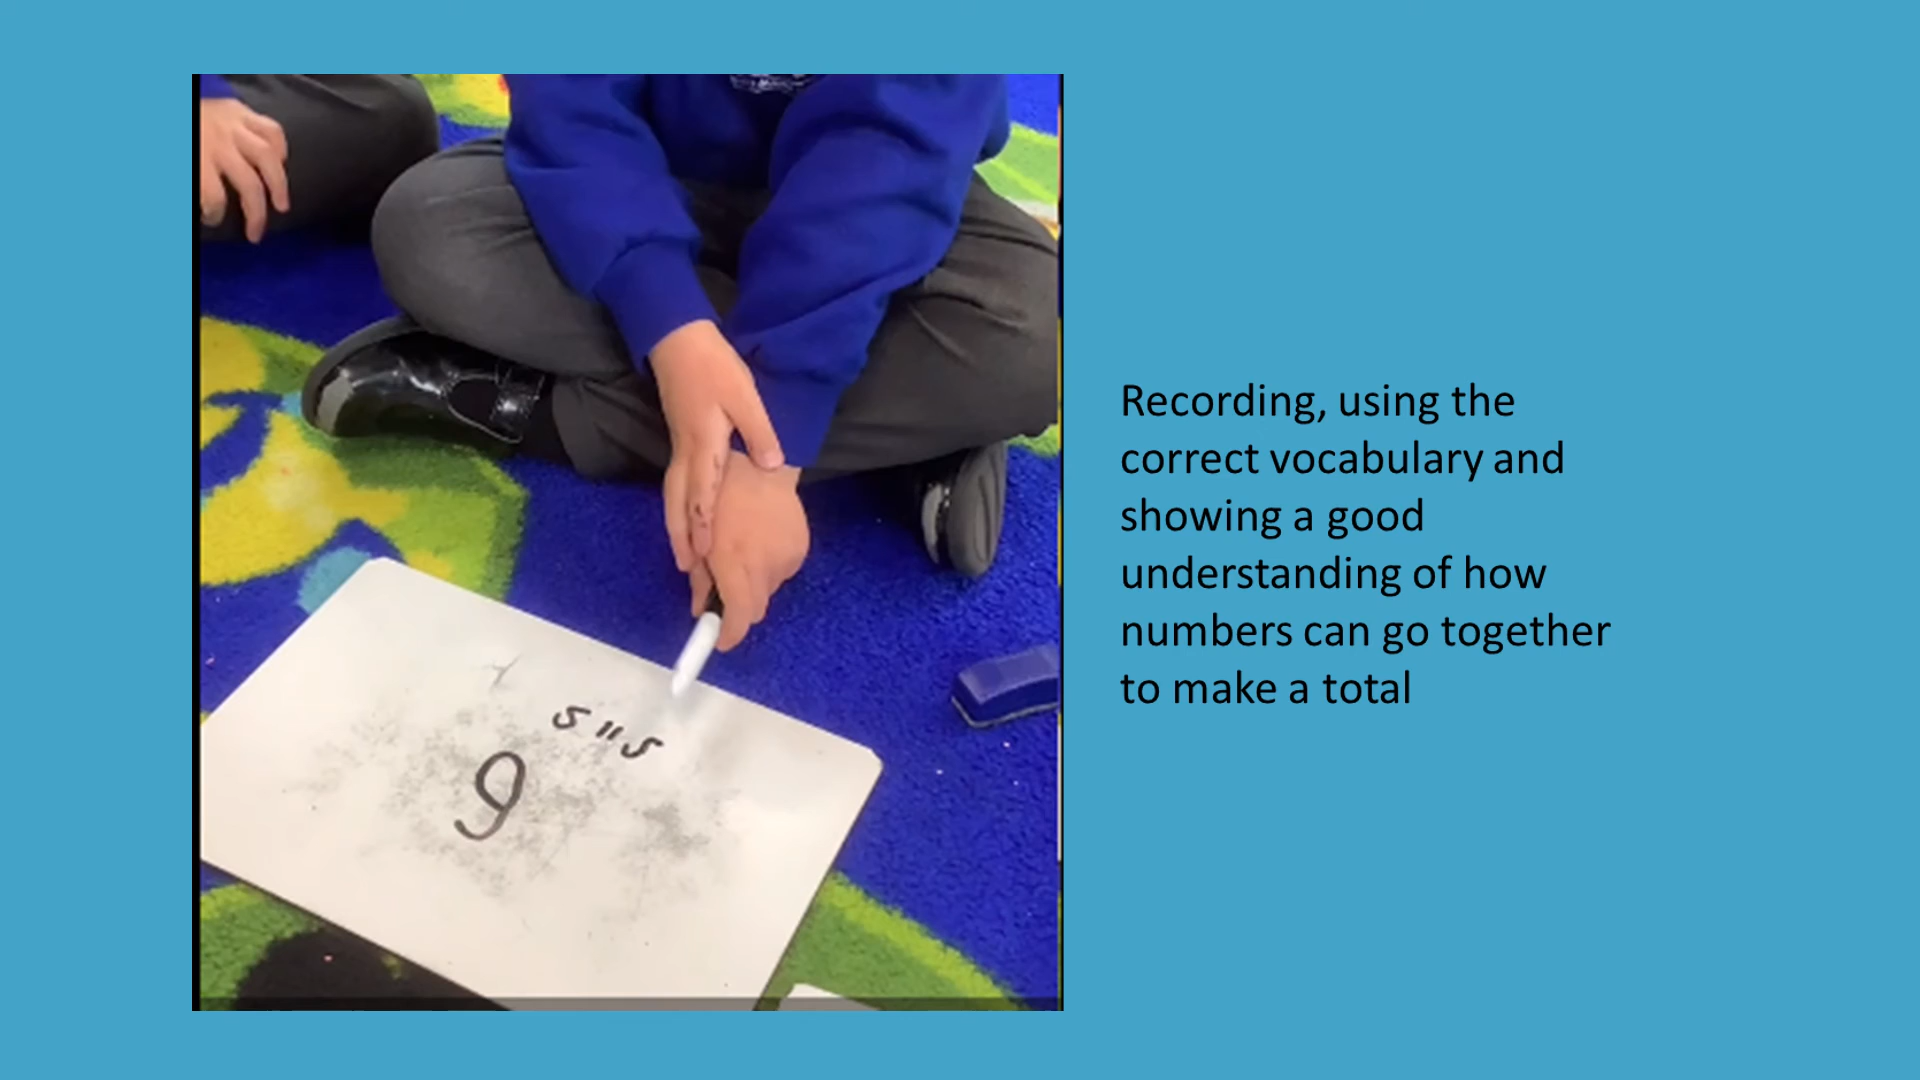 Recording, using the
correct vocabulary and
showing a good
understanding of how
numbers can go together
to make a total